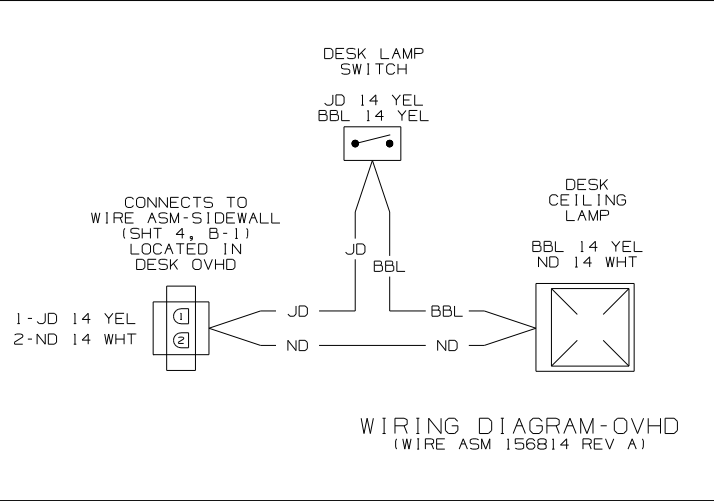 DESK LAMP
SWITCH
JD 14 YEL
BBL 14 YEL
CONNECTS TO
WIRE ASM-SIDEWALL
(SHT 4, B-1)
LOCATED IN
DESK OVHD
DESK
CEILING
LAMP
BBL 14 YEL
ND 14 WHT
JD
BBL
1-JD 14 YEL
2-ND 14 WHT
1
2
JD
BBL
ND
ND
WIRING DIAGRAM-OVHD
(WIRE ASM 156814 REV A)